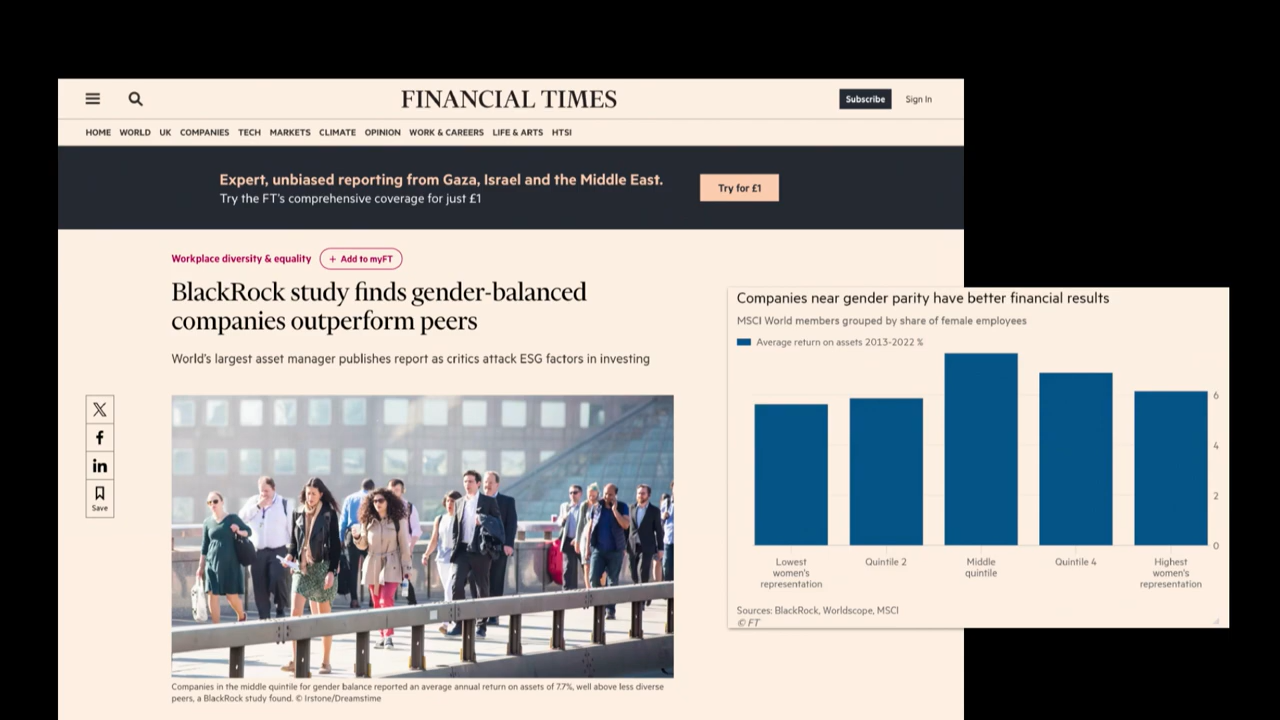 FINANCIAL TIMES
Subscribe
Sign In
HOME WORLD UK COMPANIES TECH MARKETS CLIMATE OPINION WORK & CAREERS LIFE & ARTS HTSI
Expert, unbiased reporting from Gaza, Israel and the Middle East.
Try the FT's comprehensive coverage for just £1
Try for £1
Workplace diversity & equality
+ Add to myFT
BlackRock study finds gender-balanced
companies outperform peers
World's largest asset manager publishes report as critics attack ESG factors in investing
X
f
in
Save
Companies in the middle quintile for gender balance reported an average annual return on assets of 7.7%, well above less diverse
peers, a BlackRock study found. © Irstone/Dreamstime
Companies near gender parity have better financial results
MSCI World members grouped by share of female employees
Average return on assets 2013-2022 %
6
4
2
0
Lowest
women's
representation
Quintile 2
Middle
quintile
Quintile 4
Highest
women's
representation
Sources: BlackRock, Worldscope, MSCI
© FT